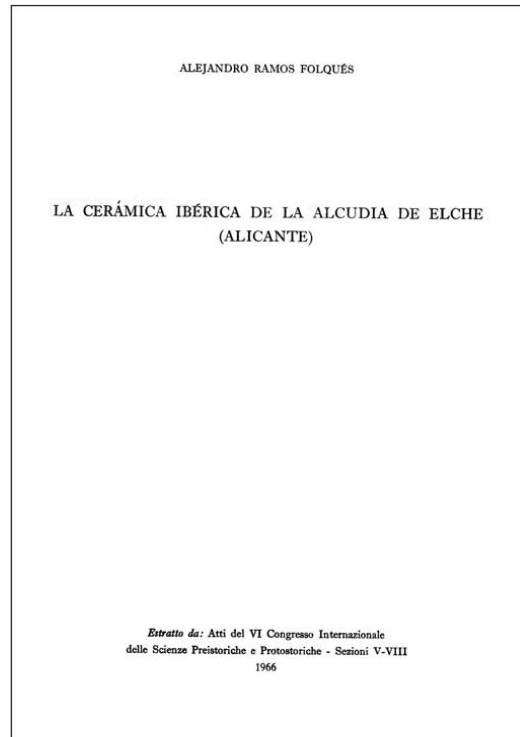 ALEJANDRO RAMOS FOLQUÉS
LA CERÁMICA IBÉRICA DE LA ALCUDIA DE ELCHE
(ALICANTE)
Estratto da: Atti del VI Congresso Internazionale
delle Scienze Preistoriche e Protostoriche - Sezioni V-VIII
1966